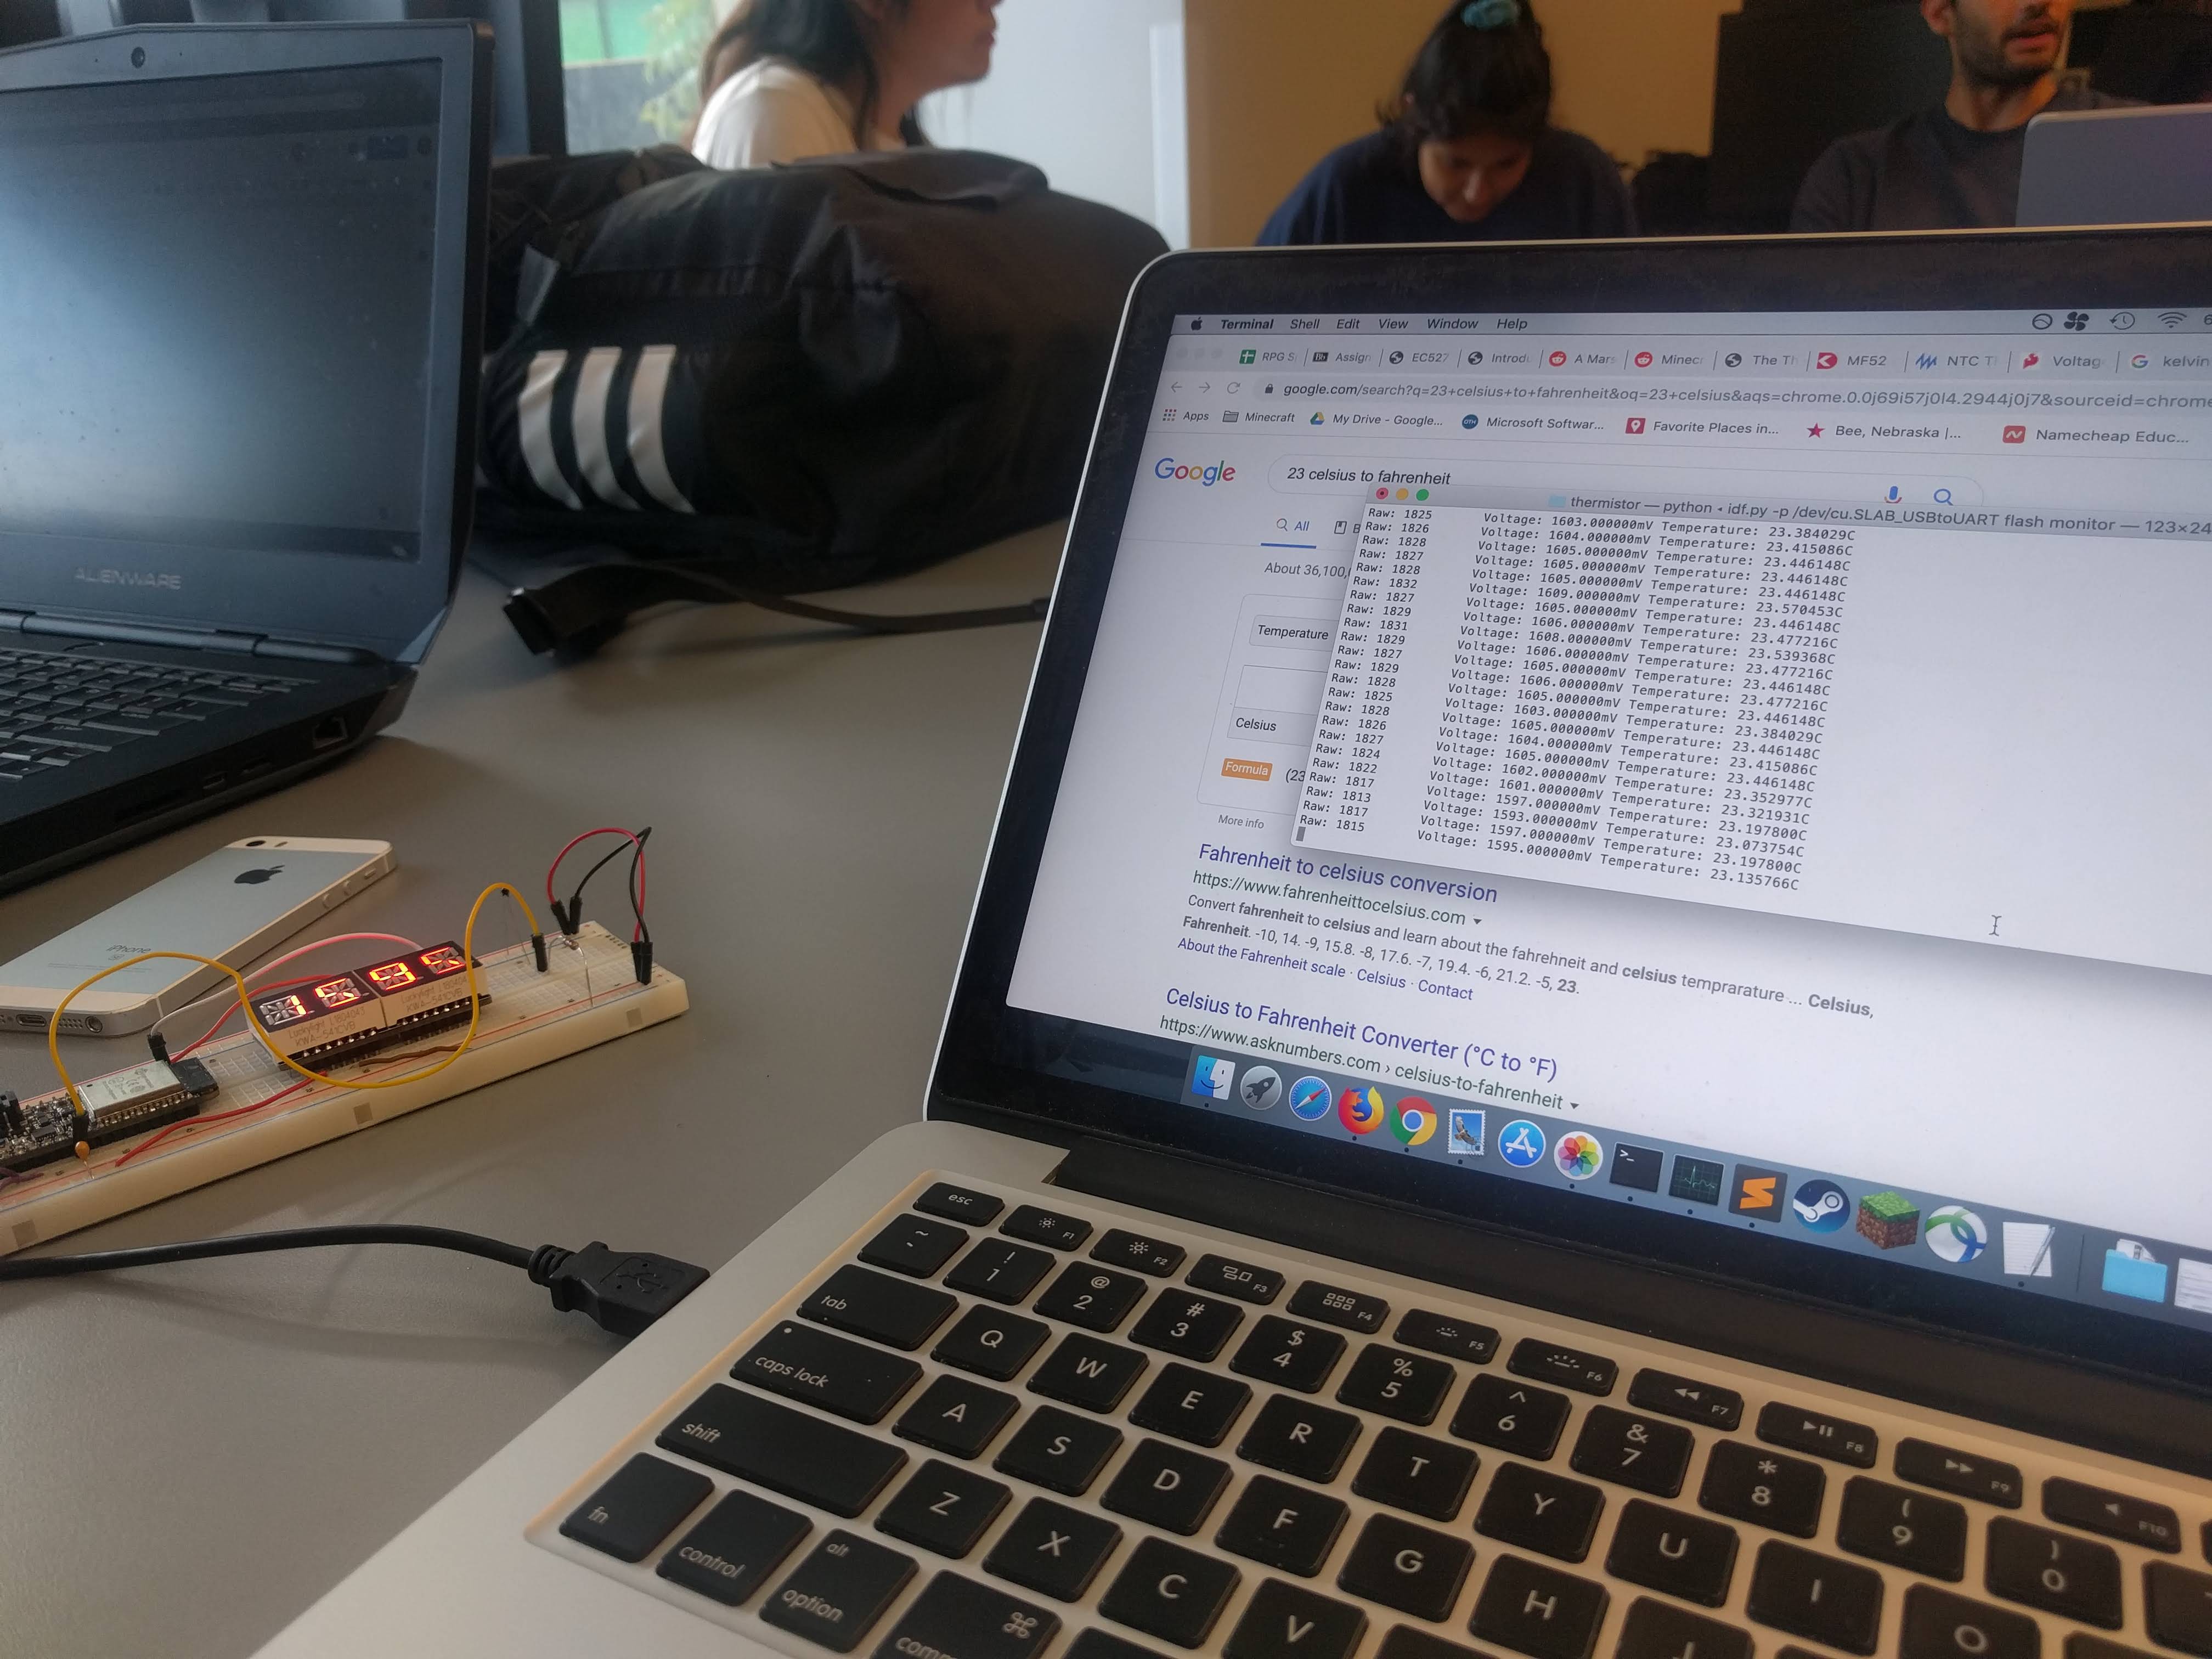 ALIENWARE
iPhone
1595
Terminal Shell Edit View Window Help
RPG S Assign EC527 Introdu A Mars Minecr The Th MF52 NTC T Voltag kelvin
google.com/search?q=23+celsius+to+fahrenheit&oq=23+celsius&aqs=chrome.0.0j69i57j0l4.2944j0j7&sourceid=chrome
Apps Minecraft My Drive - Google... Microsoft Softwar... Favorite Places in... Bee, Nebraska |... Namecheap Educ...
Google 23 celsius to fahrenheit
All
About 36,100,
Temperature
Celsius
Formula (23
More info
thermistor — python • idf.py -p /dev/cu.SLAB_USBtoUART flash monitor — 123×24
Raw: 1825 Voltage: 1603.000000mV Temperature: 23.384029C
Raw: 1826 Voltage: 1604.000000mV Temperature: 23.415086C
Raw: 1828 Voltage: 1605.000000mV Temperature: 23.446148C
Raw: 1827 Voltage: 1605.000000mV Temperature: 23.446148C
Raw: 1828 Voltage: 1605.000000mV Temperature: 23.446148C
Raw: 1832 Voltage: 1609.000000mV Temperature: 23.570453C
Raw: 1827 Voltage: 1605.000000mV Temperature: 23.446148C
Raw: 1829 Voltage: 1606.000000mV Temperature: 23.477216C
Raw: 1831 Voltage: 1608.000000mV Temperature: 23.539368C
Raw: 1829 Voltage: 1606.000000mV Temperature: 23.477216C
Raw: 1827 Voltage: 1605.000000mV Temperature: 23.446148C
Raw: 1829 Voltage: 1606.000000mV Temperature: 23.477216C
Raw: 1828 Voltage: 1605.000000mV Temperature: 23.446148C
Raw: 1825 Voltage: 1603.000000mV Temperature: 23.384029C
Raw: 1828 Voltage: 1605.000000mV Temperature: 23.446148C
Raw: 1826 Voltage: 1604.000000mV Temperature: 23.415086C
Raw: 1827 Voltage: 1605.000000mV Temperature: 23.446148C
Raw: 1824 Voltage: 1602.000000mV Temperature: 23.352977C
Raw: 1822 Voltage: 1601.000000mV Temperature: 23.321931C
Raw: 1817 Voltage: 1597.000000mV Temperature: 23.197800C
Raw: 1813 Voltage: 1593.000000mV Temperature: 23.073754C
Raw: 1817 Voltage: 1597.000000mV Temperature: 23.197800C
Raw: 1815 Voltage: 1595.000000mV Temperature: 23.135766C
Fahrenheit to celsius conversion
https://www.fahrenheittocelsius.com
Convert fahrenheit to celsius and learn about the fahrehneit and celsius temprarature ... Celsius,
Fahrenheit. -10, 14. -9, 15.8. -8, 17.6. -7, 19.4. -6, 21.2. -5, 23.
About the Fahrenheit scale · Celsius · Contact
Celsius to Fahrenheit Converter (°C to °F)
https://www.asknumbers.com › celsius-to-fahrenheit
esc F1 F2 F3 F4 F5 F6 F7 F8 F9 F10
~ ! @ # $ % ^ & * ( )
1 2 3 4 5 6 7 8 9 0
tab Q W E R T Y U I O
caps lock A S D F G H
shift Z X C V
fn control alt option